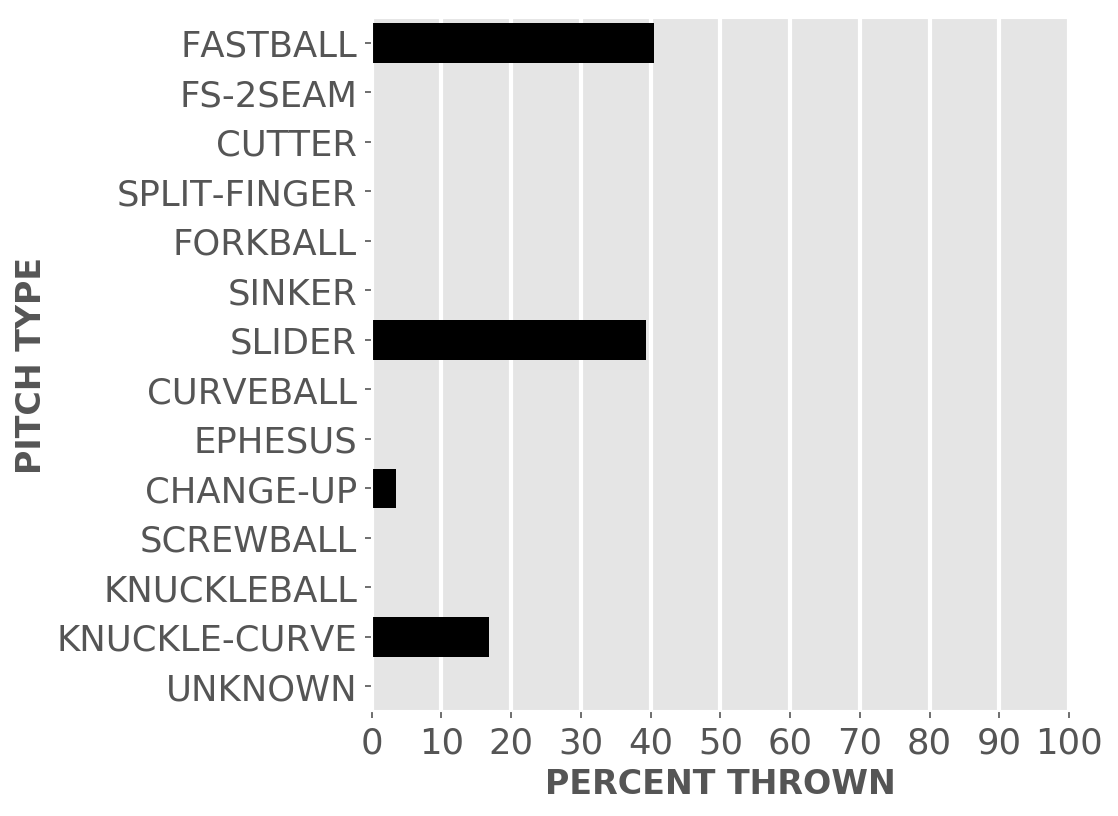 FASTBALL
FS-2SEAM
CUTTER
SPLIT-FINGER
FORKBALL
SINKER
SLIDER
CURVEBALL
EPHESUS
CHANGE-UP
SCREWBALL
KNUCKLEBALL
KNUCKLE-CURVE
UNKNOWN
PITCH TYPE
0 10 20 30 40 50 60 70 80 90 100
PERCENT THROWN